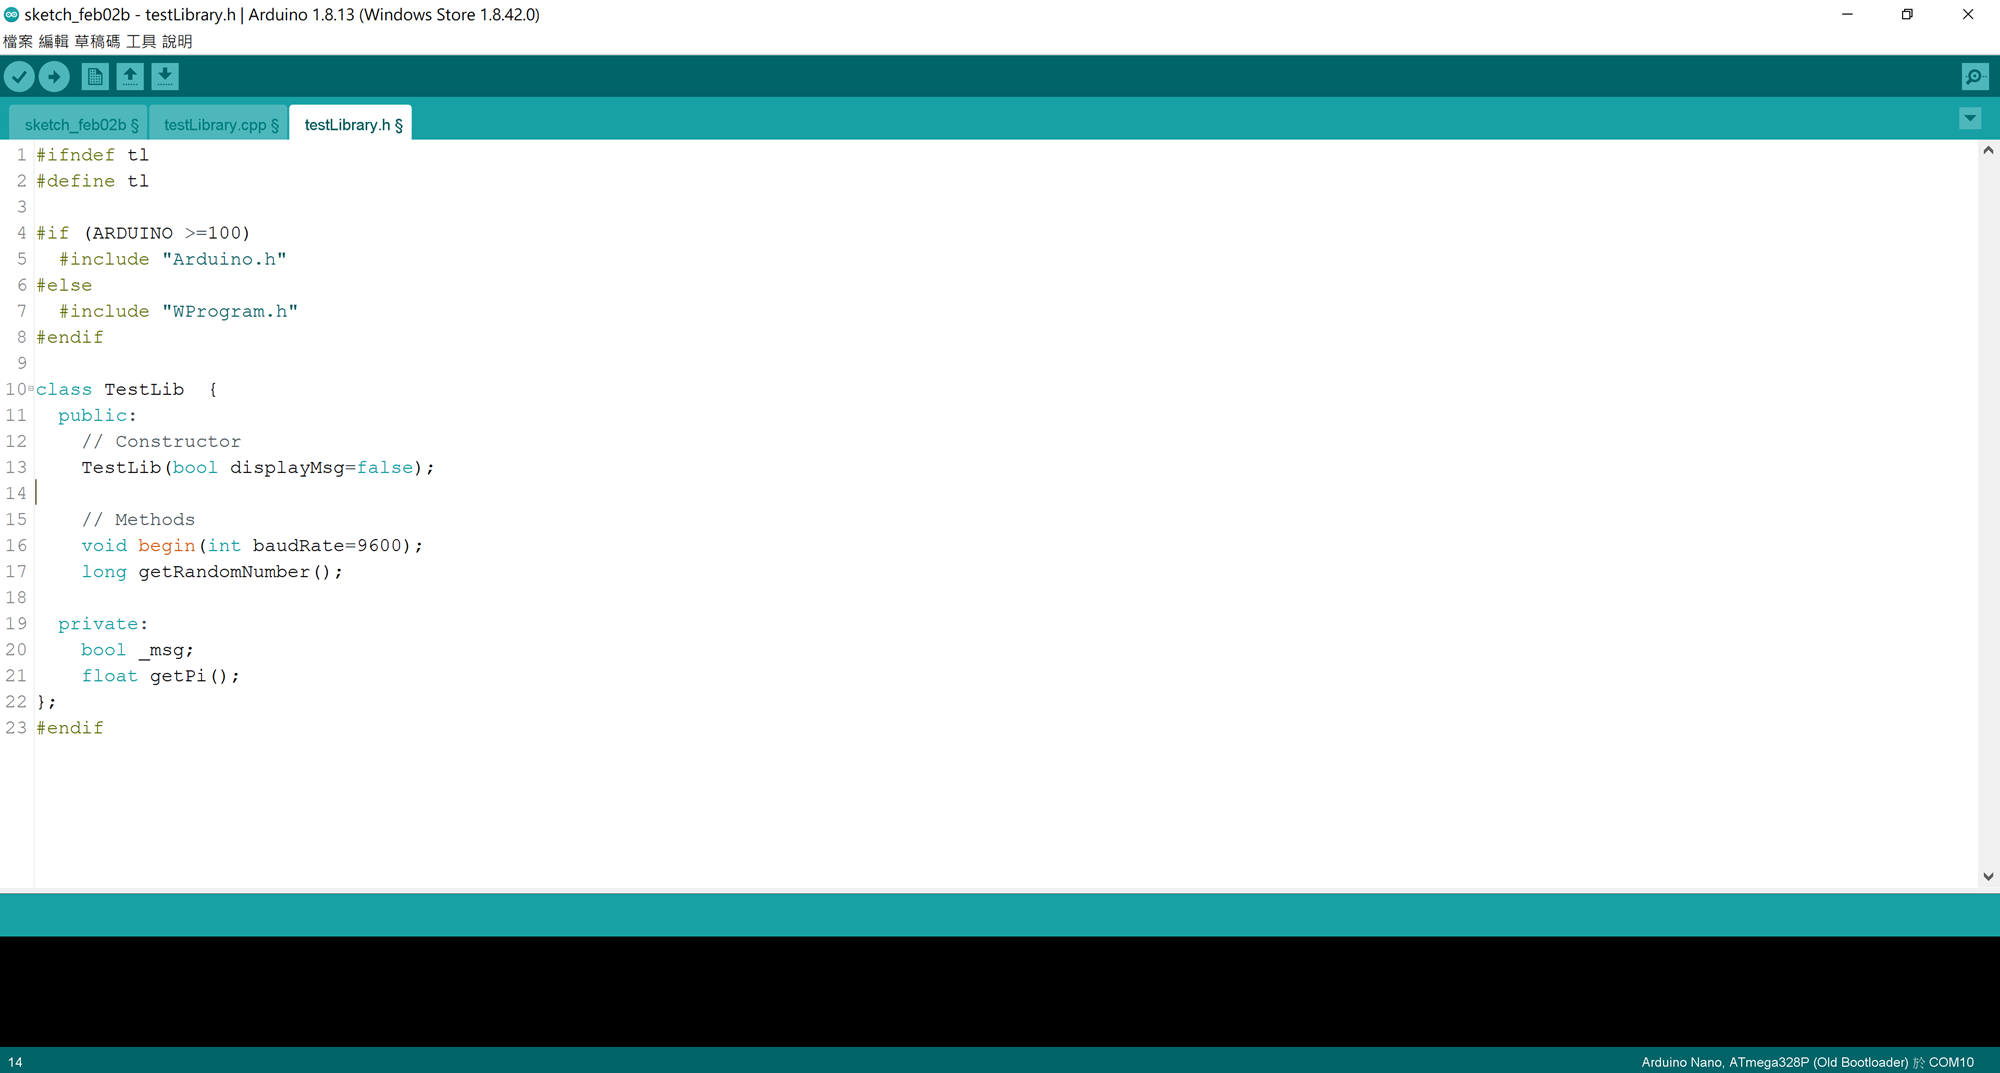 sketch_feb02b - testLibrary.h | Arduino 1.8.13 (Windows Store 1.8.42.0)
檔案 編輯 草稿碼 工具 說明
sketch_feb02b § testLibrary.cpp § testLibrary.h §
1 #ifndef tl
2 #define tl
3
4 #if (ARDUINO >=100)
5   #include "Arduino.h"
6 #else
7   #include "WProgram.h"
8 #endif
9
10 class TestLib  {
11   public:
12     // Constructor
13     TestLib(bool displayMsg=false);
14
15     // Methods
16     void begin(int baudRate=9600);
17     long getRandomNumber();
18
19   private:
20     bool _msg;
21     float getPi();
22 };
23 #endif
14 Arduino Nano, ATmega328P (Old Bootloader) 於 COM10